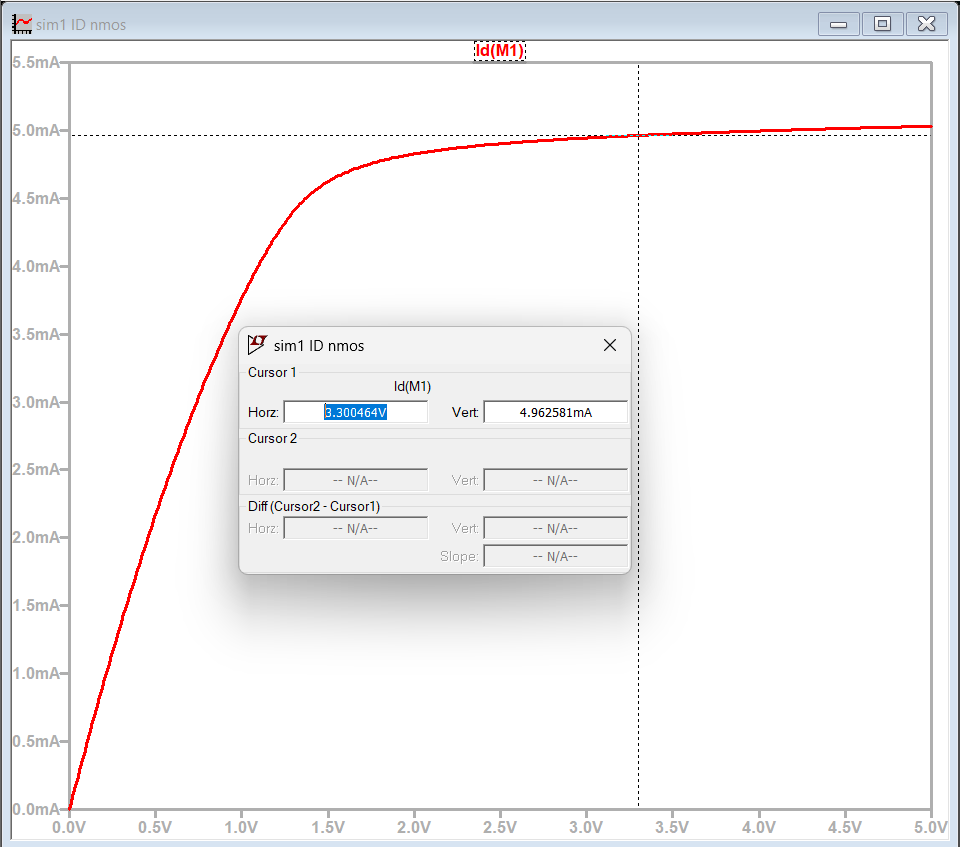 sim1 ID nmos
Id(M1)
5.5mA
5.0mA
4.5mA
4.0mA
3.5mA
3.0mA
2.5mA
2.0mA
1.5mA
1.0mA
0.5mA
0.0mA
sim1 ID nmos
Cursor 1
Id(M1)
Horz: 3.300464V Vert: 4.962581mA
Cursor 2
Horz: -- N/A-- Vert: -- N/A--
Diff (Cursor2 - Cursor1)
Horz: -- N/A-- Vert: -- N/A--
Slope: -- N/A--
0.0V 0.5V 1.0V 1.5V 2.0V 2.5V 3.0V 3.5V 4.0V 4.5V 5.0V